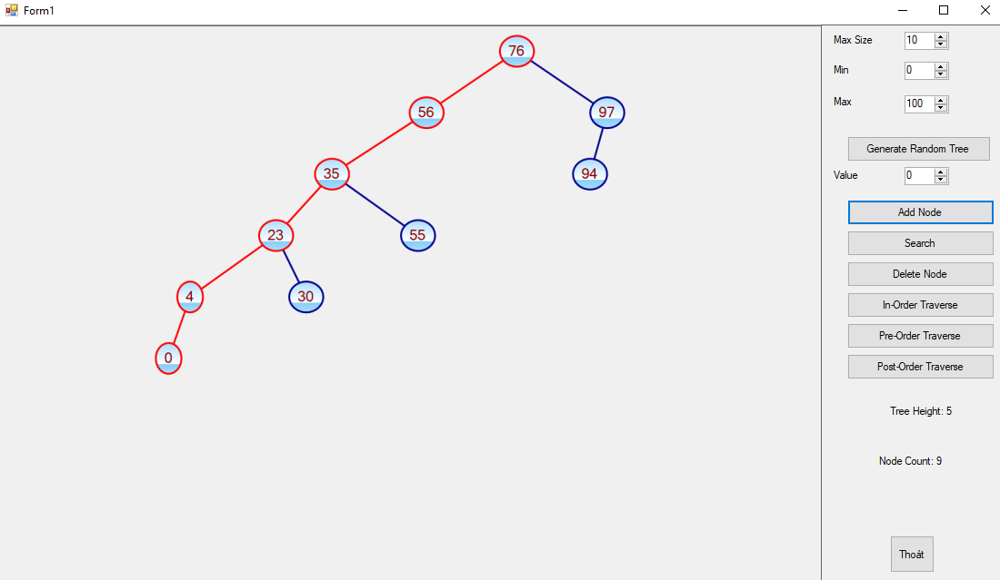 Form1
76
56
97
35
94
23
55
4
30
0
Max Size 10
Min 0
Max 100
Generate Random Tree
Value 0
Add Node
Search
Delete Node
In-Order Traverse
Pre-Order Traverse
Post-Order Traverse
Tree Height: 5
Node Count: 9
Thoát